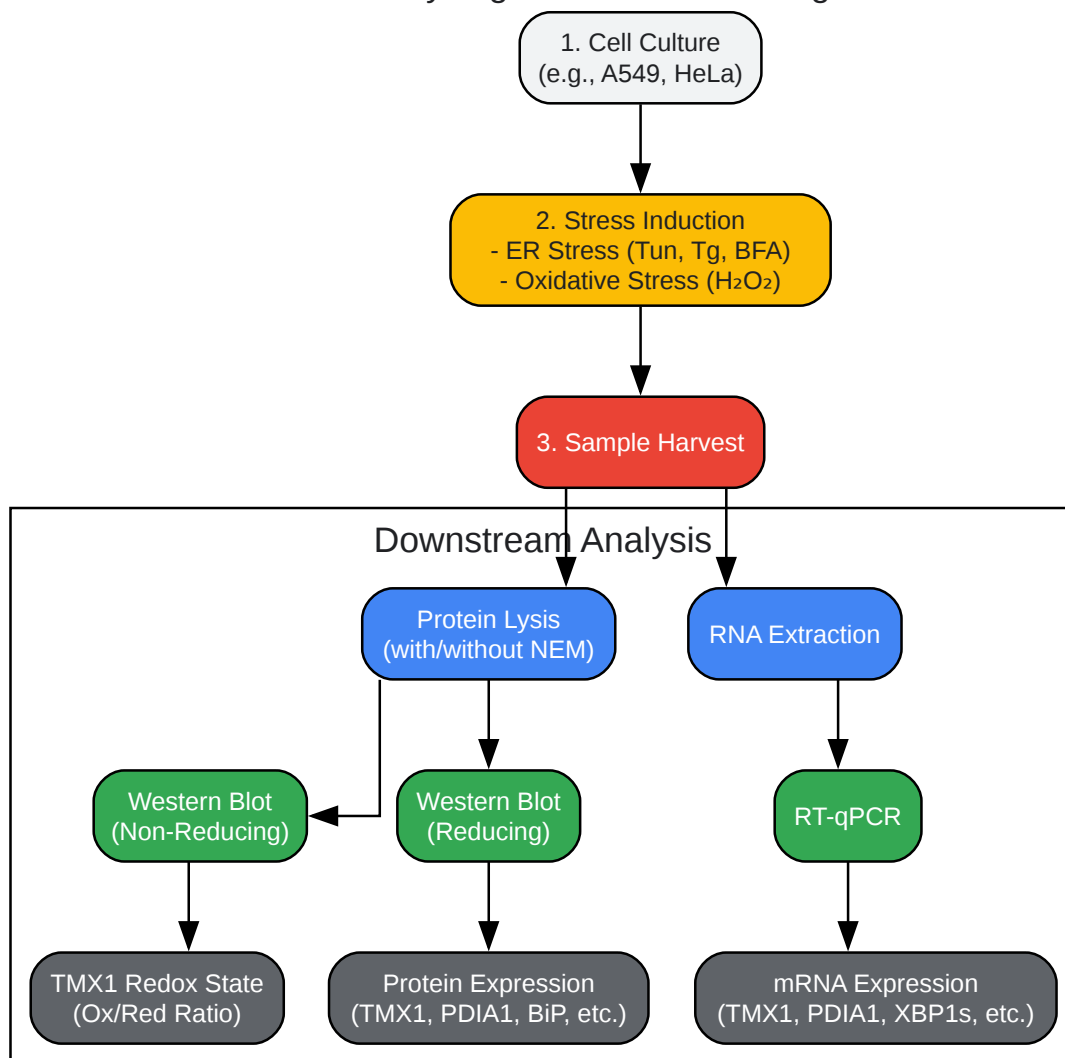 1. Cell Culture
(e.g., A549, HeLa)
2. Stress Induction
- ER Stress (Tun, Tg, BFA)
- Oxidative Stress (H₂O₂)
3. Sample Harvest
Downstream Analysis
Protein Lysis
(with/without NEM)
RNA Extraction
Western Blot
(Non-Reducing)
Western Blot
(Reducing)
RT-qPCR
TMX1 Redox State
(Ox/Red Ratio)
Protein Expression
(TMX1, PDIA1, BiP, etc.)
mRNA Expression
(TMX1, PDIA1, XBP1s, etc.)